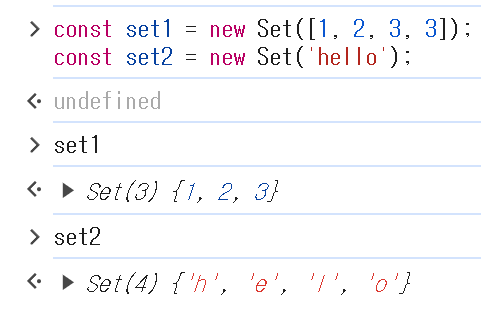 > const set1 = new Set([1, 2, 3, 3]);
const set2 = new Set('hello');
undefined
> set1
▶ Set(3) {1, 2, 3}
> set2
▶ Set(4) {'h', 'e', 'l', 'o'}